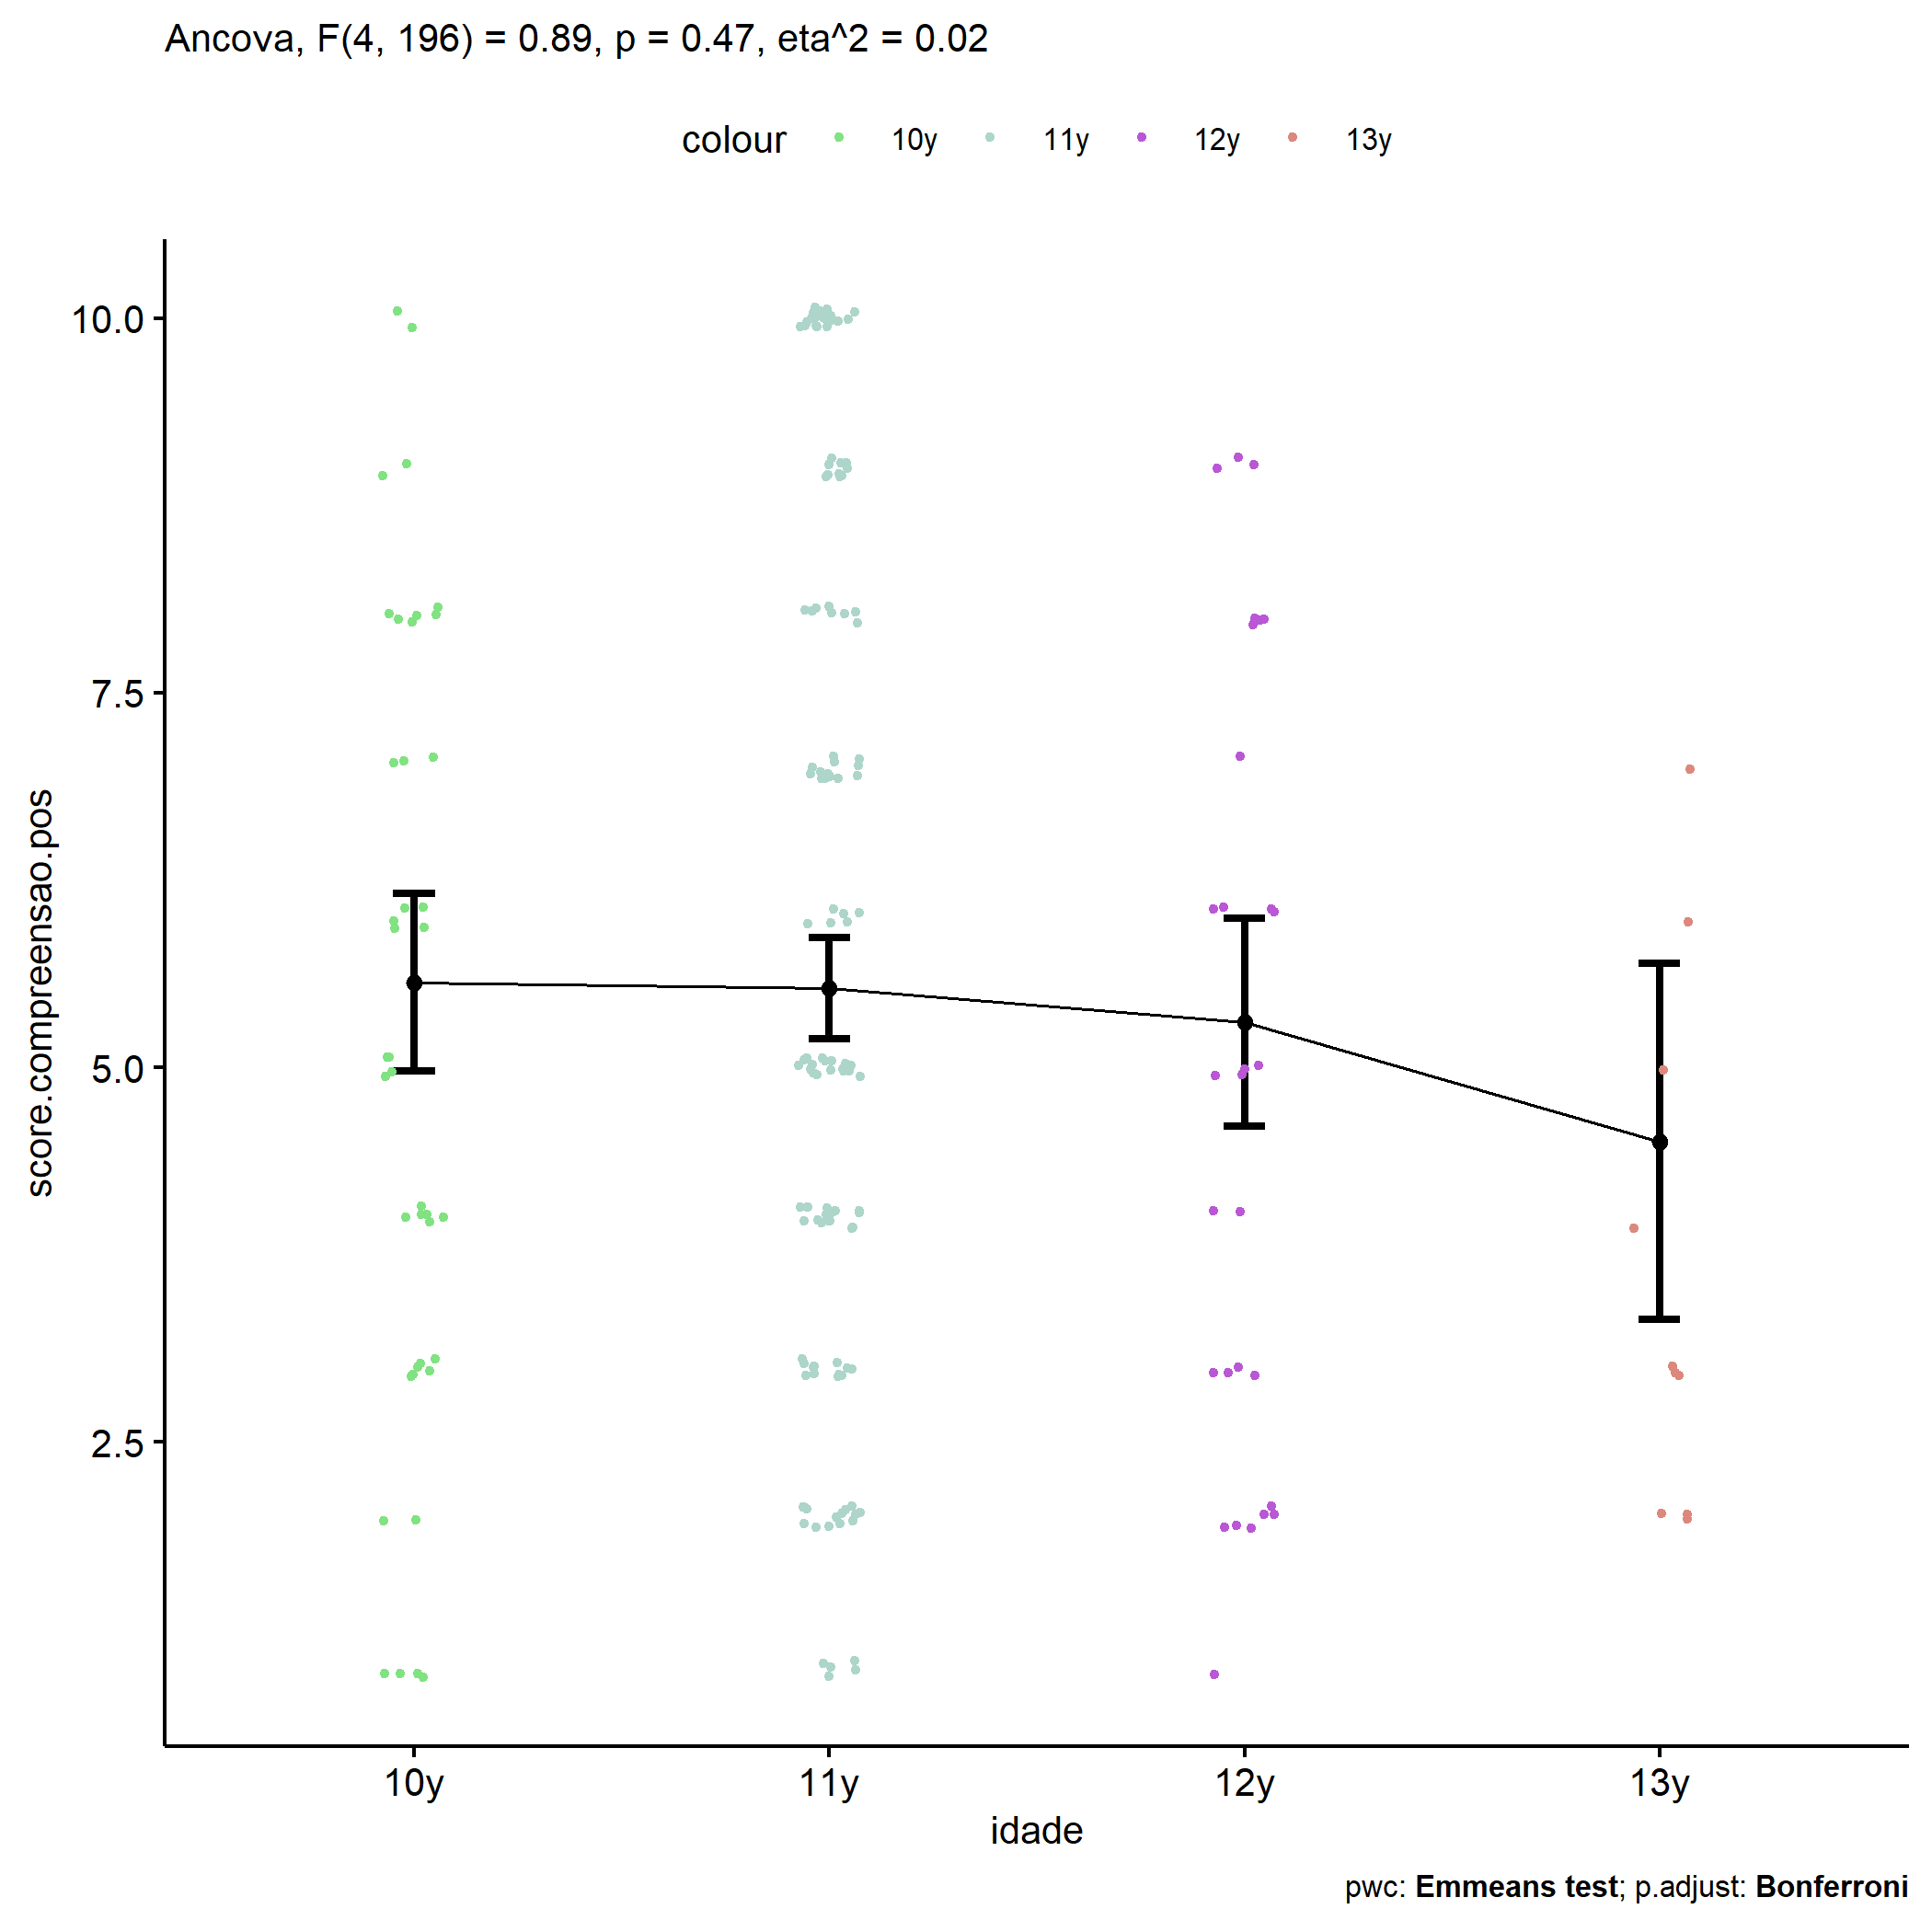 Ancova, F(4, 196) = 0.89, p = 0.47, eta^2 = 0.02
colour 10y 11y 12y 13y
10.0
7.5
5.0
2.5
score.compreensao.pos
10y 11y 12y 13y
idade
pwc: Emmeans test; p.adjust: Bonferroni